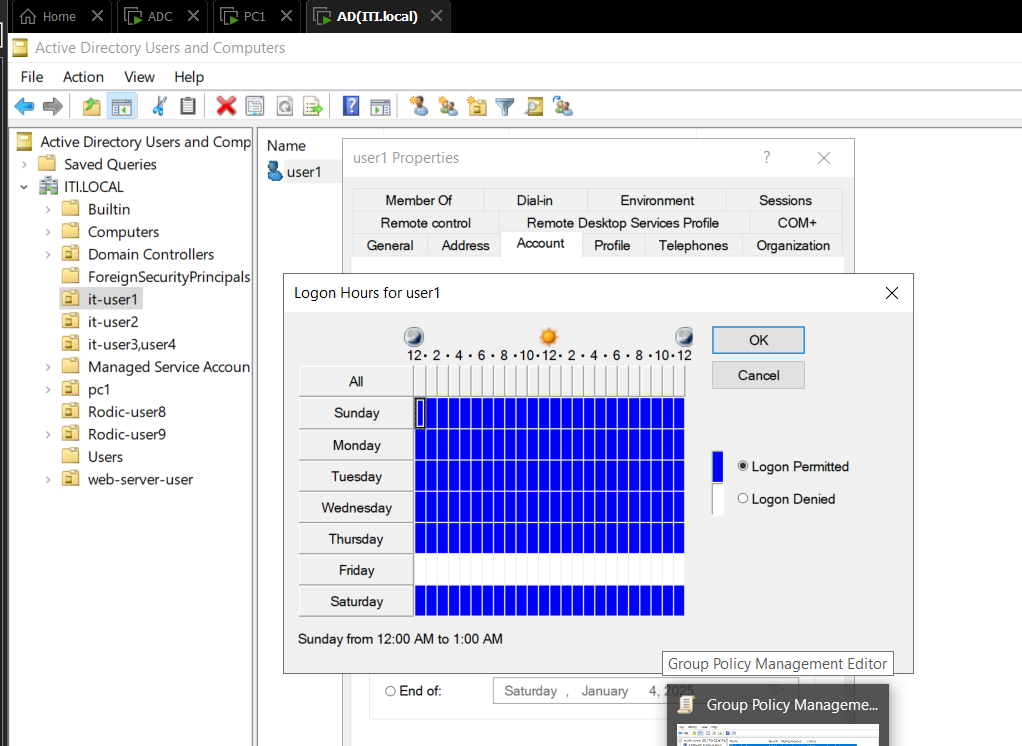 Home
ADC
PC1
AD(ITI.local)
Active Directory Users and Computers
File Action View Help
Active Directory Users and Comp
Saved Queries
ITI.LOCAL
Builtin
Computers
Domain Controllers
ForeignSecurityPrincipals
it-user1
it-user2
it-user3,user4
Managed Service Accoun
pc1
Rodic-user8
Rodic-user9
Users
web-server-user
Name
user1
user1 Properties
Member Of Dial-in Environment Sessions
Remote control Remote Desktop Services Profile COM+
General Address Account Profile Telephones Organization
Logon Hours for user1
12 · 2 · 4 · 6 · 8 · 10 · 12 · 2 · 4 · 6 · 8 · 10 · 12
All
Sunday
Monday
Tuesday
Wednesday
Thursday
Friday
Saturday
Sunday from 12:00 AM to 1:00 AM
OK
Cancel
Logon Permitted
Logon Denied
End of:
Saturday , January 4, 2025
Group Policy Management Editor
Group Policy Manageme...